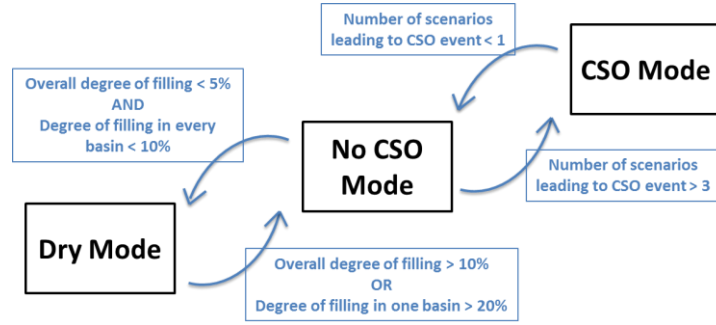 Number of scenarios
leading to CSO event < 1
CSO Mode
Overall degree of filling < 5%
AND
Degree of filling in every
basin < 10%
No CSO
Mode
Number of scenarios
leading to CSO event > 3
Dry Mode
Overall degree of filling > 10%
OR
Degree of filling in one basin > 20%